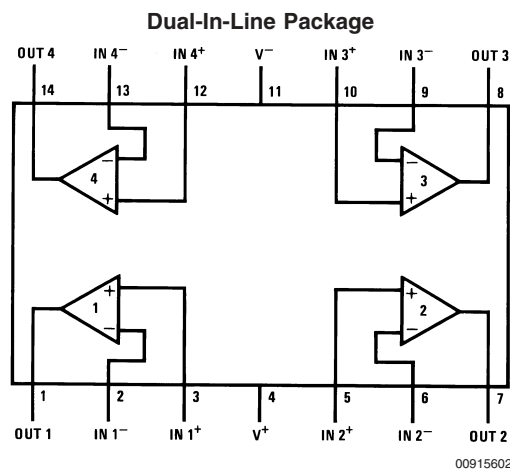 Dual-In-Line Package
OUT 4 IN 4⁻ IN 4⁺ V⁻ IN 3⁺ IN 3⁻ OUT 3
14 13 12 11 10 9 8
− −
4 3
+ +
+ +
1 2
− −
1 2 3 4 5 6 7
OUT 1 IN 1⁻ IN 1⁺ V⁺ IN 2⁺ IN 2⁻ OUT 2
00915602